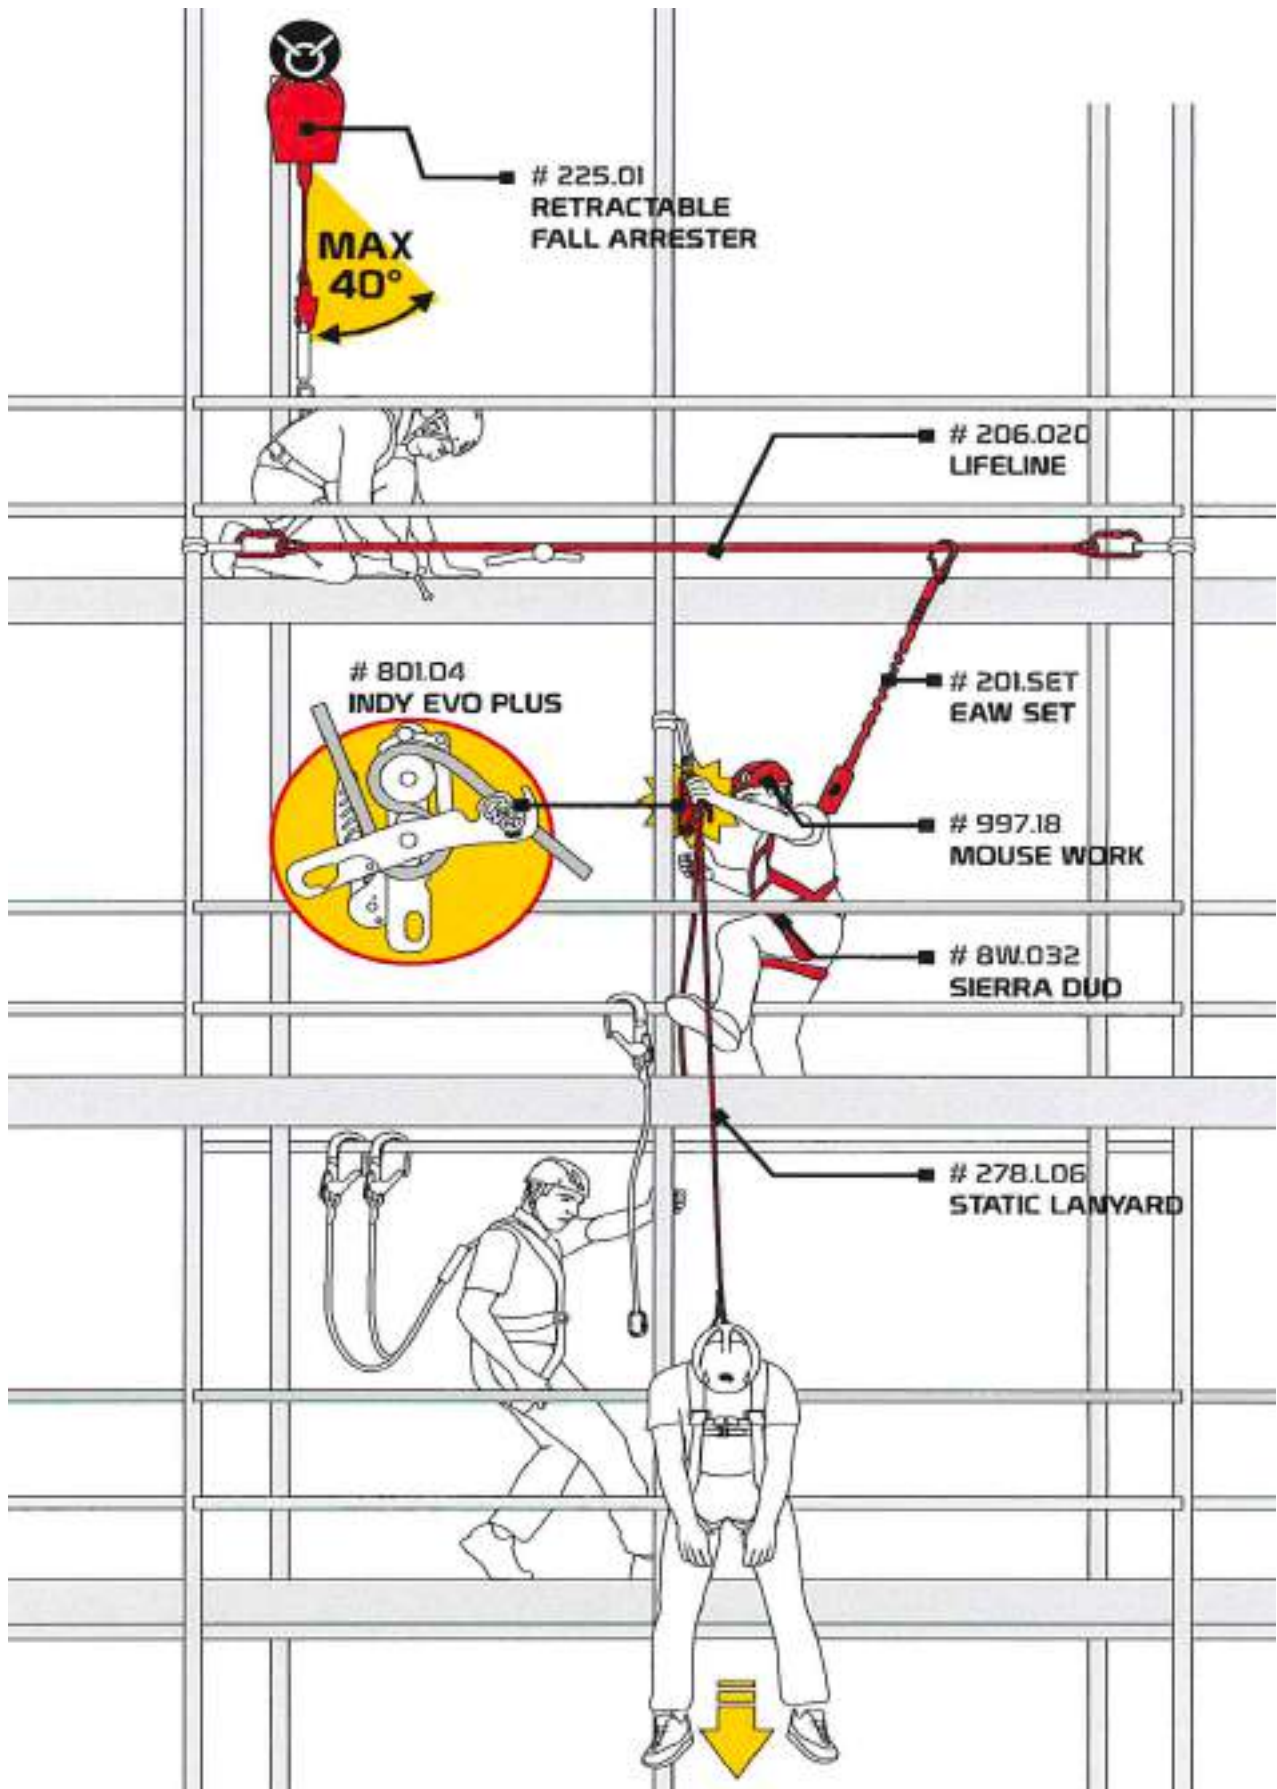 # 225.01
RETRACTABLE
FALL ARRESTER
MAX
40°
# 206.020
LIFELINE
# 801.04
INDY EVO PLUS
# 201.SET
EAW SET
# 997.18
MOUSE WORK
# 8W.032
SIERRA DUO
# 278.L06
STATIC LANYARD